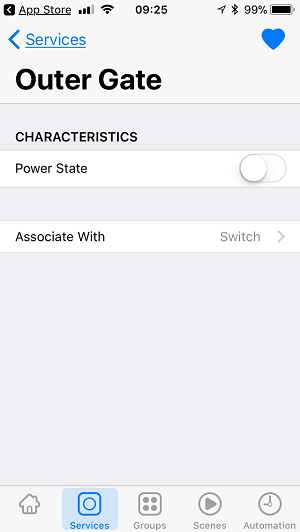 App Store 09:25 99%
Services
Outer Gate
CHARACTERISTICS
Power State
Associate With Switch
Services Groups Scenes Automation